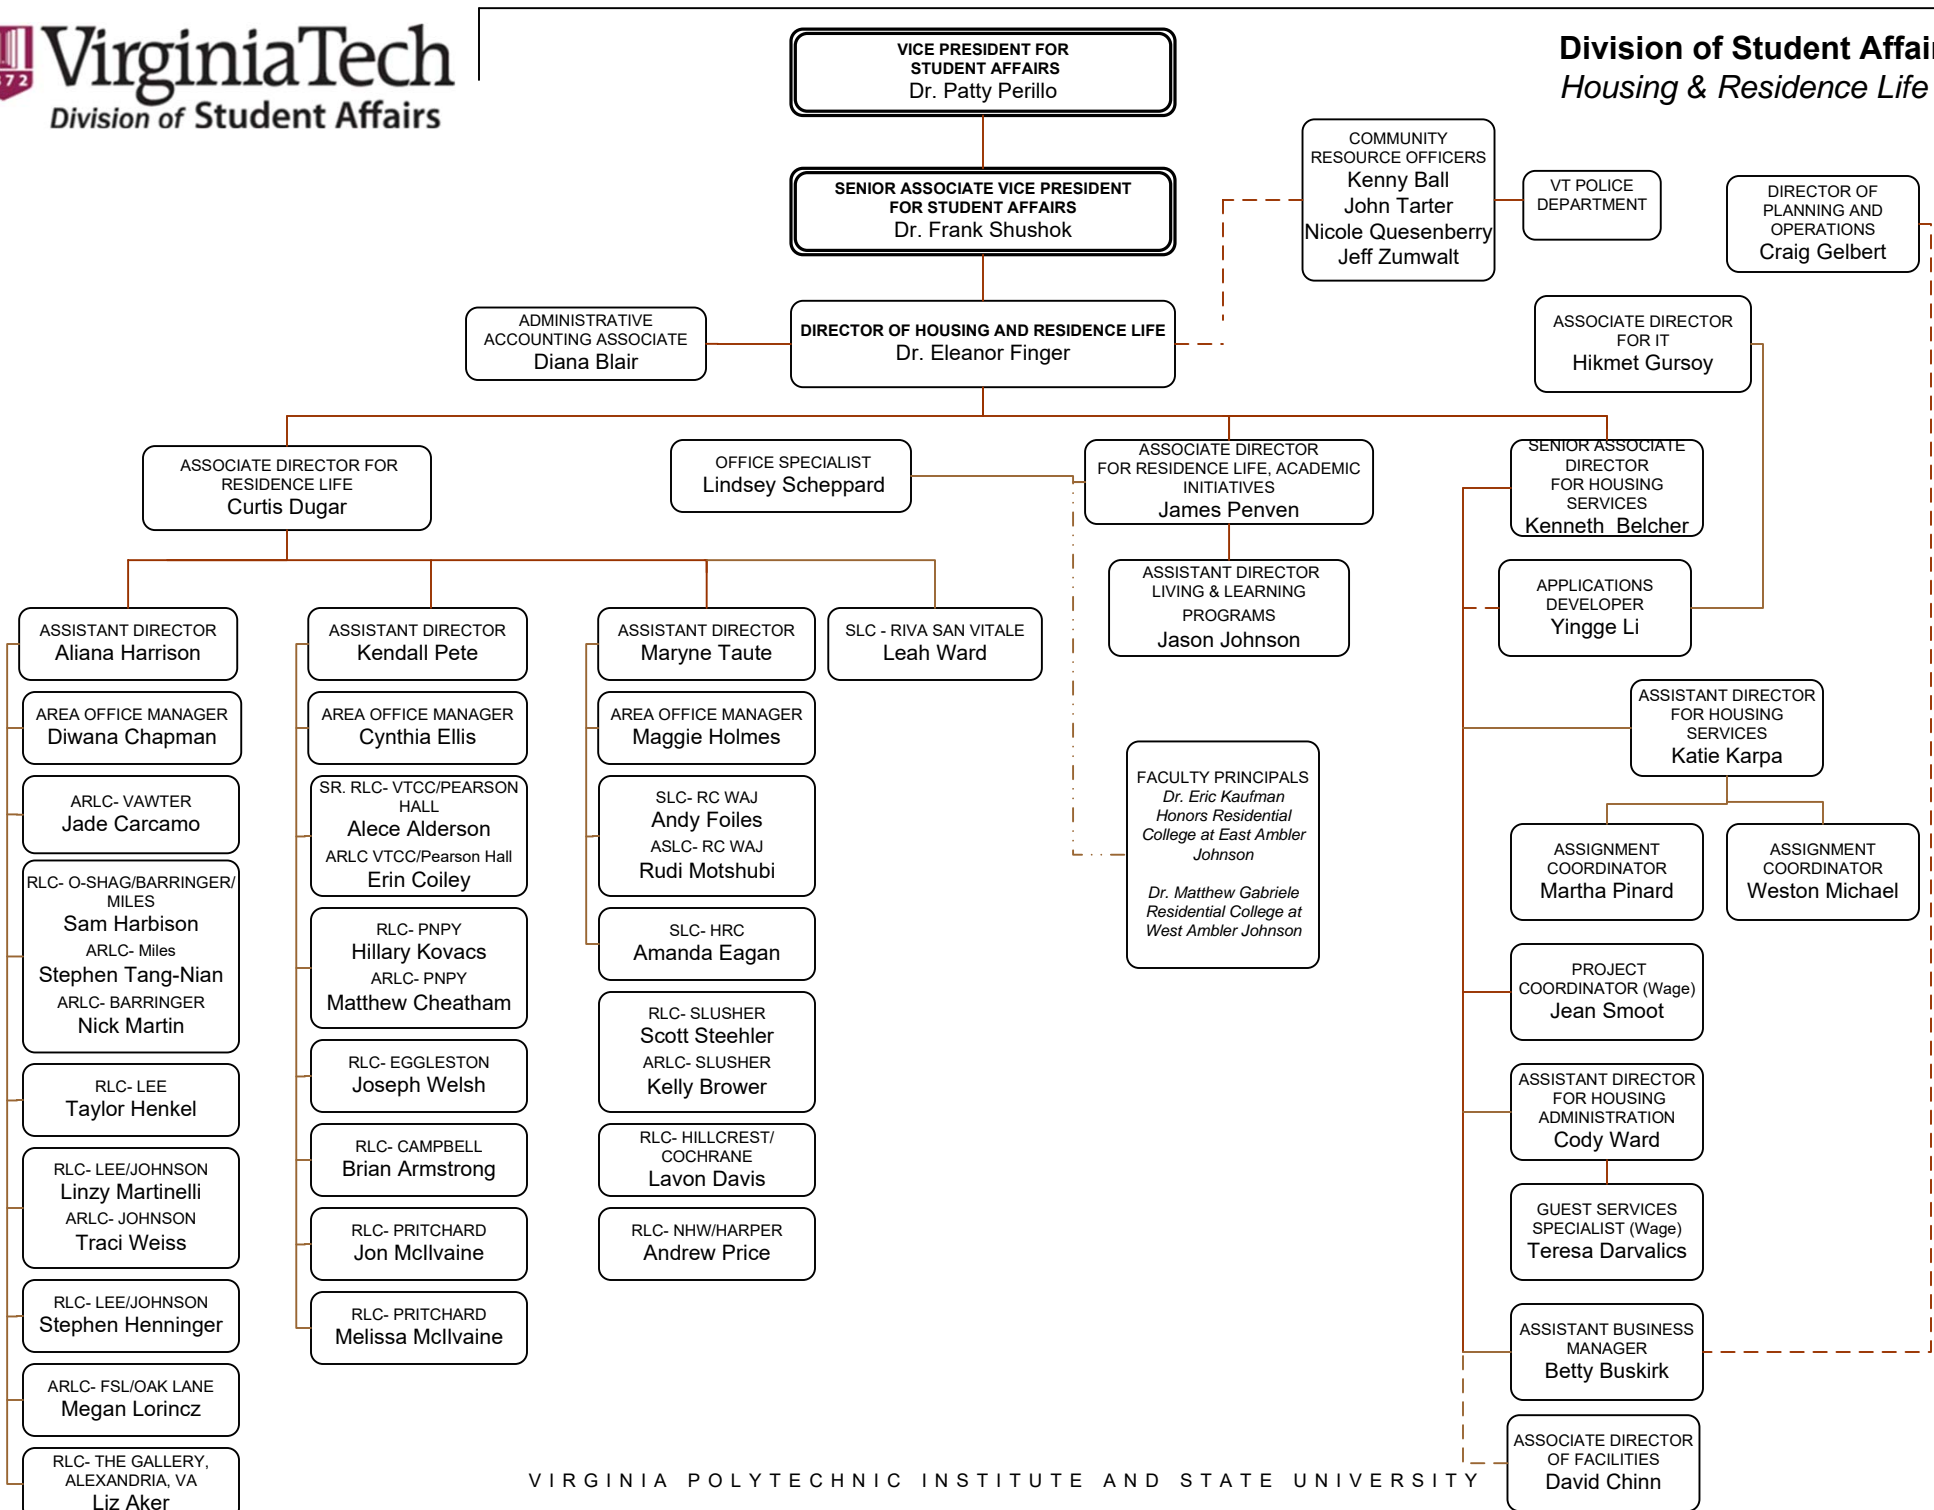 VirginiaTech
Division of Student Affairs
Division of Student Affair
Housing & Residence Life
VICE PRESIDENT FOR
STUDENT AFFAIRS
Dr. Patty Perillo
SENIOR ASSOCIATE VICE PRESIDENT
FOR STUDENT AFFAIRS
Dr. Frank Shushok
COMMUNITY
RESOURCE OFFICERS
Kenny Ball
John Tarter
Nicole Quesenberry
Jeff Zumwalt
VT POLICE
DEPARTMENT
DIRECTOR OF
PLANNING AND
OPERATIONS
Craig Gelbert
ADMINISTRATIVE
ACCOUNTING ASSOCIATE
Diana Blair
DIRECTOR OF HOUSING AND RESIDENCE LIFE
Dr. Eleanor Finger
ASSOCIATE DIRECTOR
FOR IT
Hikmet Gursoy
ASSOCIATE DIRECTOR FOR
RESIDENCE LIFE
Curtis Dugar
OFFICE SPECIALIST
Lindsey Scheppard
ASSOCIATE DIRECTOR
FOR RESIDENCE LIFE, ACADEMIC
INITIATIVES
James Penven
SENIOR ASSOCIATE
DIRECTOR
FOR HOUSING
SERVICES
Kenneth Belcher
ASSISTANT DIRECTOR
LIVING & LEARNING
PROGRAMS
Jason Johnson
APPLICATIONS
DEVELOPER
Yingge Li
ASSISTANT DIRECTOR
Aliana Harrison
AREA OFFICE MANAGER
Diwana Chapman
ARLC- VAWTER
Jade Carcamo
RLC- O-SHAG/BARRINGER/
MILES
Sam Harbison
ARLC- Miles
Stephen Tang-Nian
ARLC- BARRINGER
Nick Martin
RLC- LEE
Taylor Henkel
RLC- LEE/JOHNSON
Linzy Martinelli
ARLC- JOHNSON
Traci Weiss
RLC- LEE/JOHNSON
Stephen Henninger
ARLC- FSL/OAK LANE
Megan Lorincz
RLC- THE GALLERY,
ALEXANDRIA, VA
Liz Aker
ASSISTANT DIRECTOR
Kendall Pete
AREA OFFICE MANAGER
Cynthia Ellis
SR. RLC- VTCC/PEARSON
HALL
Alece Alderson
ARLC VTCC/Pearson Hall
Erin Coiley
RLC- PNPY
Hillary Kovacs
ARLC- PNPY
Matthew Cheatham
RLC- EGGLESTON
Joseph Welsh
RLC- CAMPBELL
Brian Armstrong
RLC- PRITCHARD
Jon McIlvaine
RLC- PRITCHARD
Melissa McIlvaine
ASSISTANT DIRECTOR
Maryne Taute
AREA OFFICE MANAGER
Maggie Holmes
SLC- RC WAJ
Andy Foiles
ASLC- RC WAJ
Rudi Motshubi
SLC- HRC
Amanda Eagan
RLC- SLUSHER
Scott Steehler
ARLC- SLUSHER
Kelly Brower
RLC- HILLCREST/
COCHRANE
Lavon Davis
RLC- NHW/HARPER
Andrew Price
SLC - RIVA SAN VITALE
Leah Ward
FACULTY PRINCIPALS
Dr. Eric Kaufman
Honors Residential
College at East Ambler
Johnson
Dr. Matthew Gabriele
Residential College at
West Ambler Johnson
ASSISTANT DIRECTOR
FOR HOUSING
SERVICES
Katie Karpa
ASSIGNMENT
COORDINATOR
Martha Pinard
ASSIGNMENT
COORDINATOR
Weston Michael
PROJECT
COORDINATOR (Wage)
Jean Smoot
ASSISTANT DIRECTOR
FOR HOUSING
ADMINISTRATION
Cody Ward
GUEST SERVICES
SPECIALIST (Wage)
Teresa Darvalics
ASSISTANT BUSINESS
MANAGER
Betty Buskirk
ASSOCIATE DIRECTOR
OF FACILITIES
David Chinn
VIRGINIA POLYTECHNIC INSTITUTE AND STATE UNIVERSITY